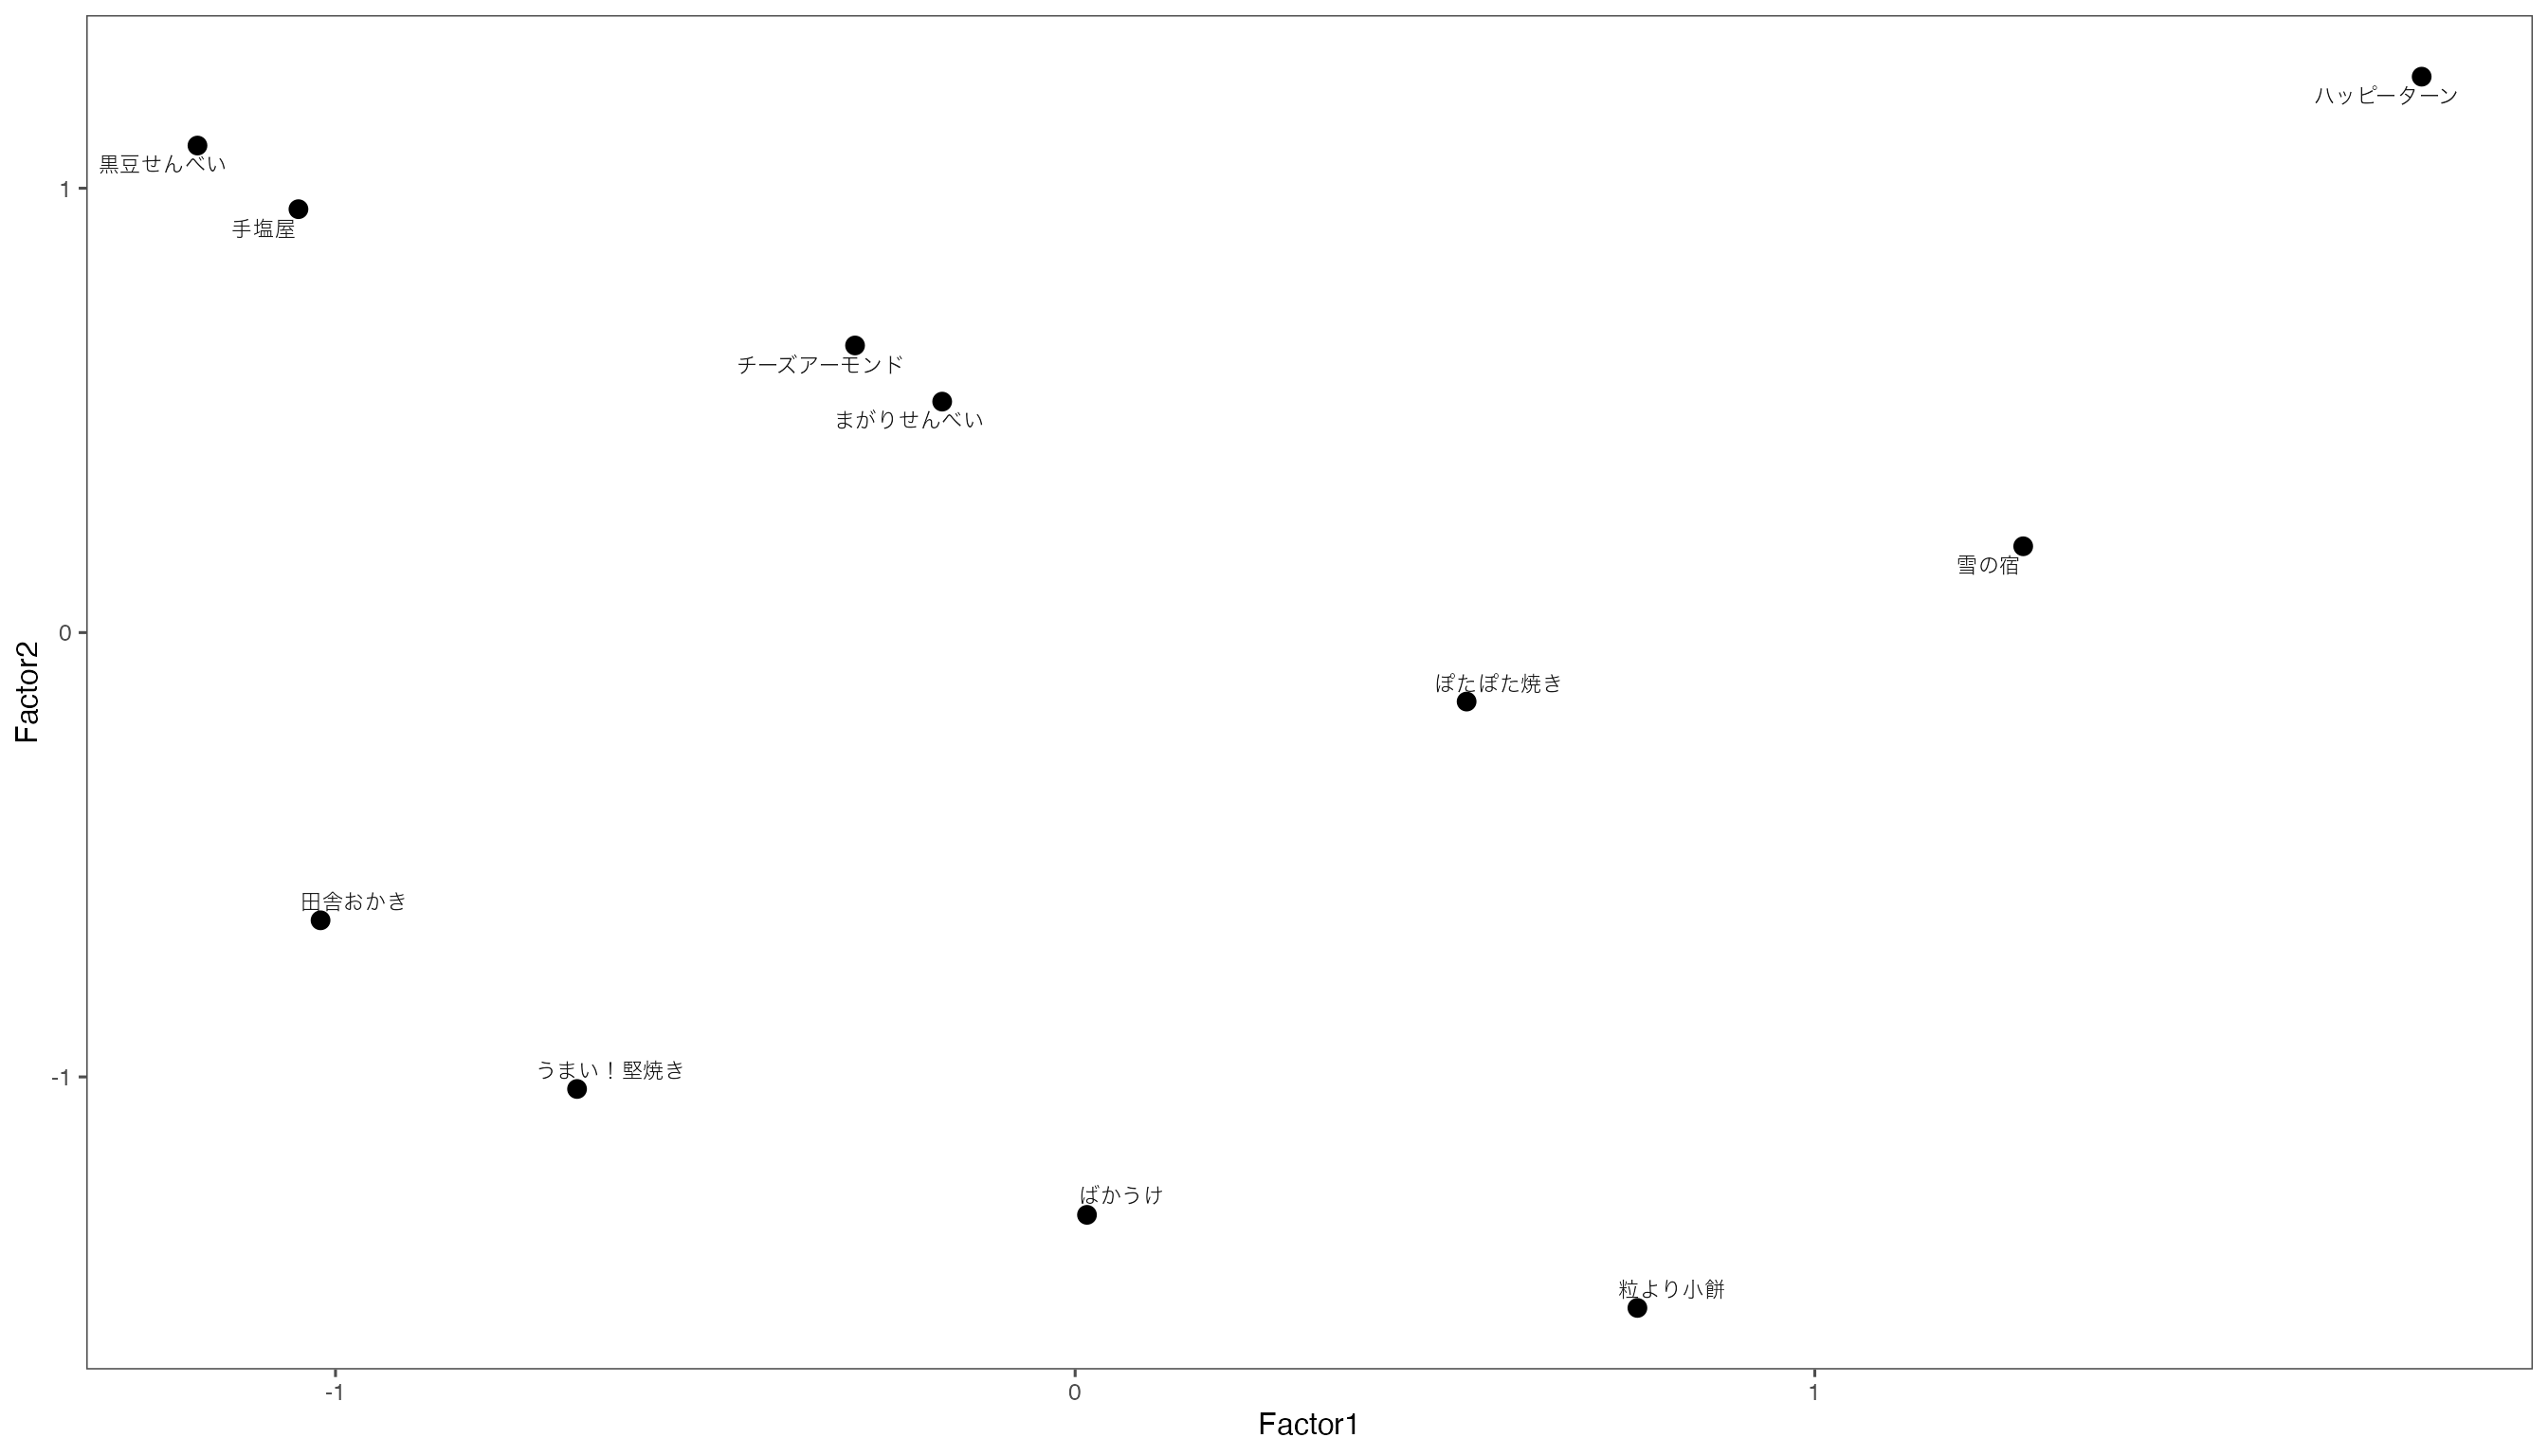 ハッピーターン
黒豆せんべい
1
手塩屋
チーズアーモンド
まがりせんべい
雪の宿
0
Factor2
ぽたぽた焼き
田舎おかき
うまい！堅焼き
-1
ばかうけ
粒より小餅
-1
0
1
Factor1